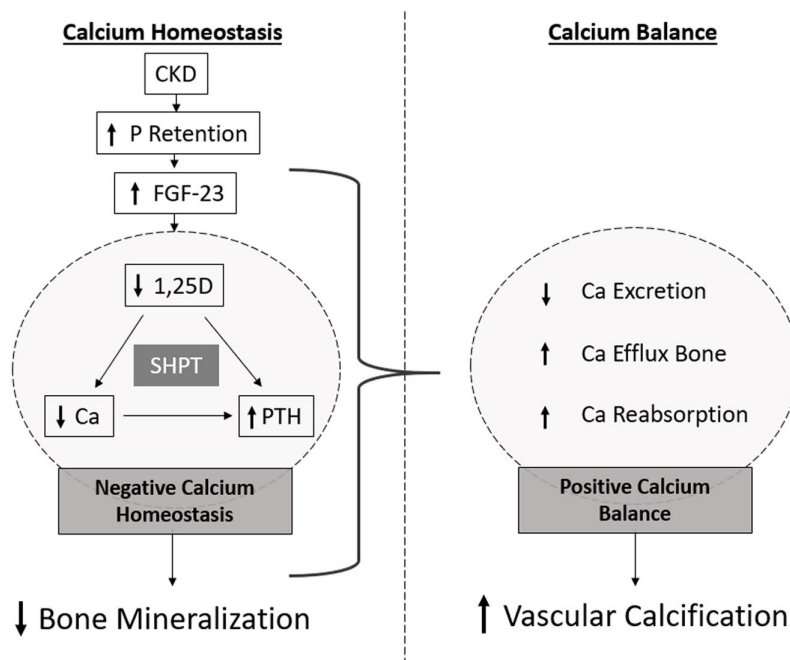 Calcium Homeostasis
CKD
↑ P Retention
↑ FGF-23
↓ 1,25D
SHPT
↓ Ca
↑ PTH
Negative Calcium
Homeostasis
↓ Bone Mineralization
Calcium Balance
↓ Ca Excretion
↑ Ca Efflux Bone
↑ Ca Reabsorption
Positive Calcium
Balance
↑ Vascular Calcification